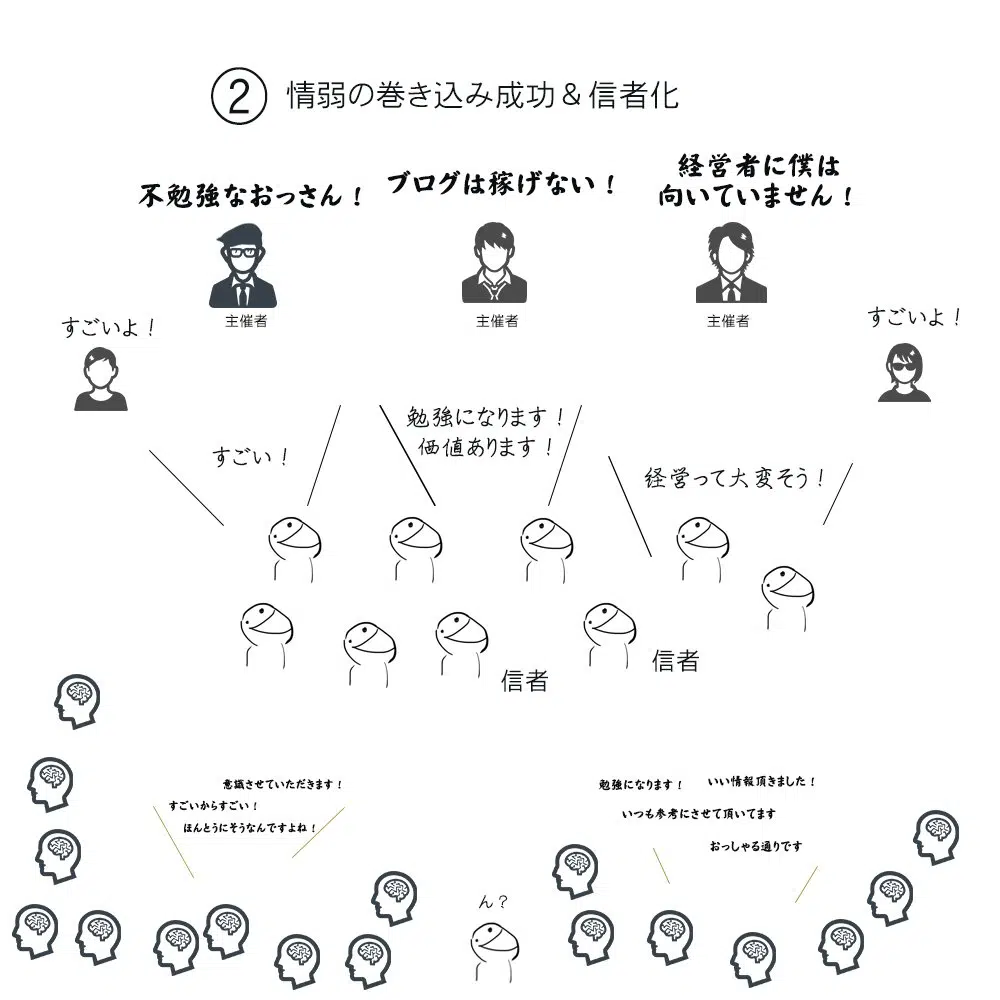 ② 情弱の巻き込み成功&信者化
不勉強なおっさん！
ブログは稼げない！
経営者に僕は
向いていません！
主催者
主催者
主催者
すごいよ！
すごいよ！
すごい！
勉強になります！
価値あります！
経営って大変そう！
信者
信者
意識させていただきます！
すごいからすごい！
ほんとうにそうなんですよね！
勉強になります！
いい情報頂きました！
いつも参考にさせて頂いてます
おっしゃる通りです
ん？